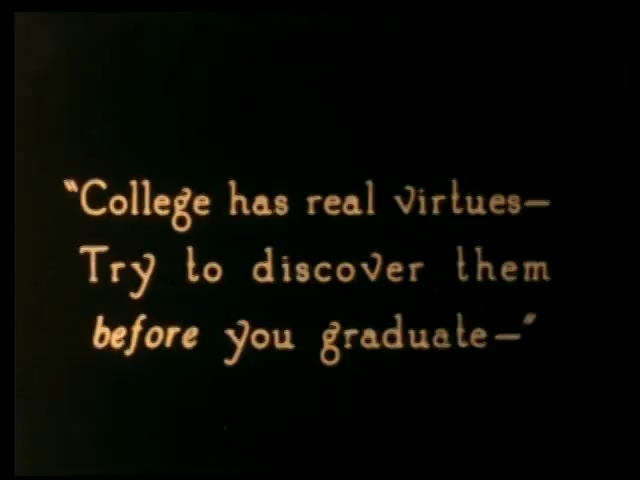 “College has real virtues—
Try to discover them
before you graduate—”